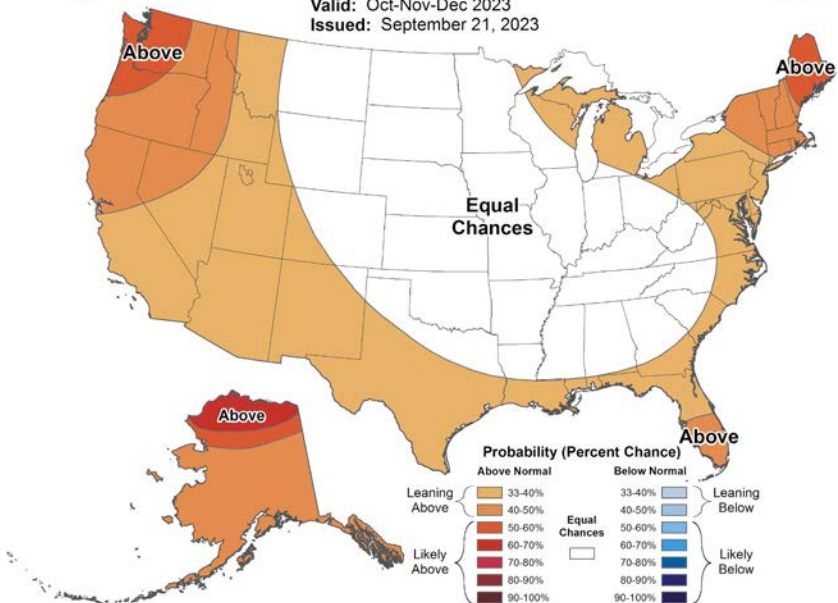 Valid: Oct-Nov-Dec 2023
Issued: September 21, 2023
Above
Above
Equal
Chances
Above
Above
Probability (Percent Chance)
Above Normal
Below Normal
Leaning
Above
33-40%
40-50%
Likely
Above
50-60%
60-70%
70-80%
80-90%
90-100%
Equal
Chances
33-40%
40-50%
Leaning
Below
50-60%
60-70%
70-80%
80-90%
90-100%
Likely
Below